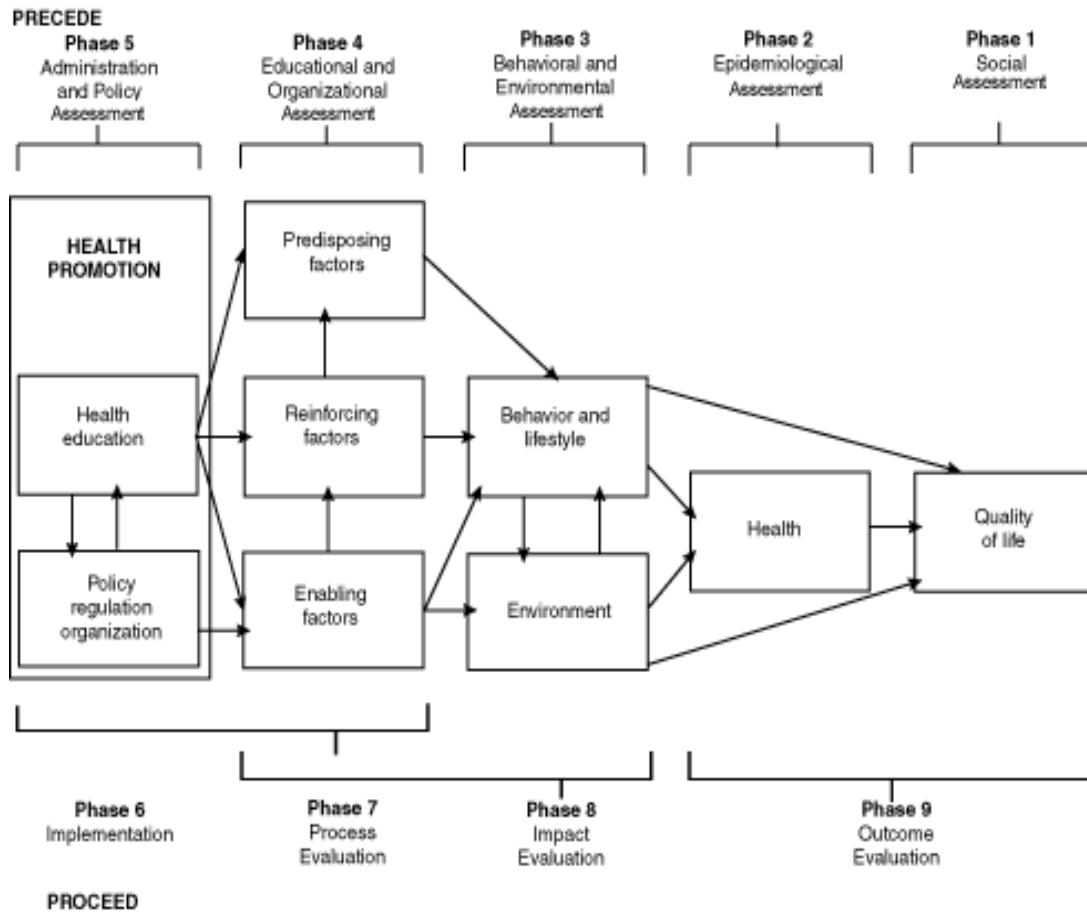 PRECEDE
Phase 5
Administration
and Policy
Assessment
Phase 4
Educational and
Organizational
Assessment
Phase 3
Behavioral and
Environmental
Assessment
Phase 2
Epidemiological
Assessment
Phase 1
Social
Assessment
HEALTH
PROMOTION
Health
education
Policy
regulation
organization
Predisposing
factors
Reinforcing
factors
Enabling
factors
Behavior and
lifestyle
Environment
Health
Quality
of life
Phase 6
Implementation
Phase 7
Process
Evaluation
Phase 8
Impact
Evaluation
Phase 9
Outcome
Evaluation
PROCEED